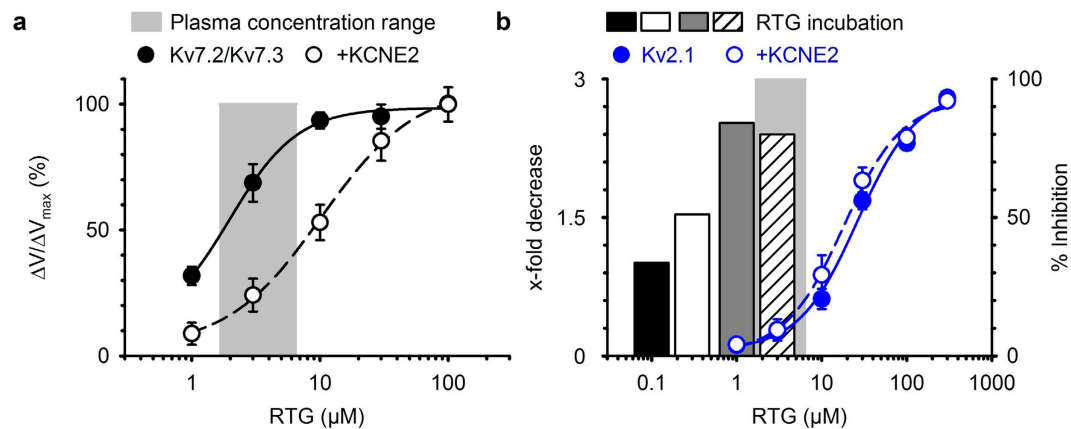 a
Plasma concentration range
Kv7.2/Kv7.3 +KCNE2
100
50
0
ΔV/ΔVmax (%)
1 10 100
RTG (µM)
b
RTG incubation
Kv2.1 +KCNE2
3
1.5
0
x-fold decrease
100
50
0
% Inhibition
0.1 1 10 100 1000
RTG (µM)